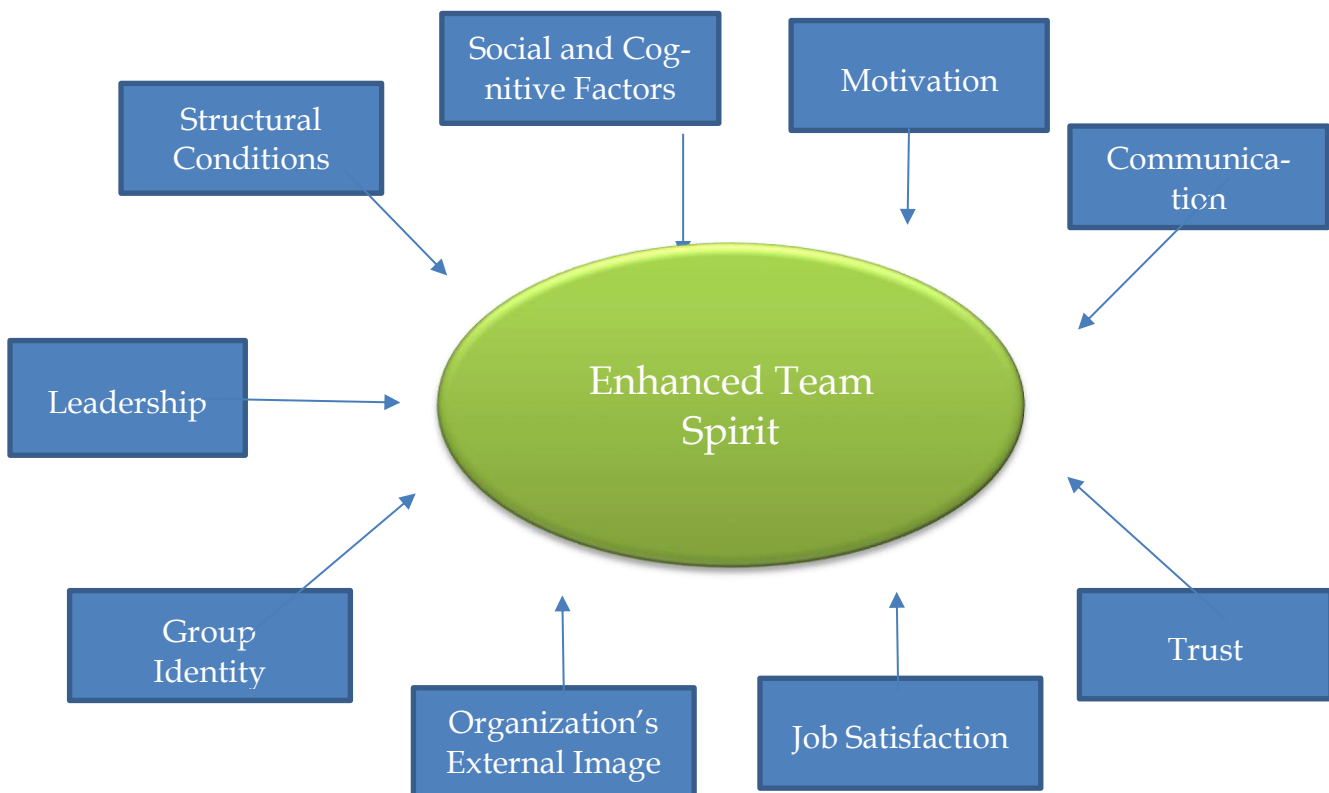 Social and Cog-
nitive Factors
Motivation
Structural
Conditions
Communica-
tion
Leadership
Enhanced Team
Spirit
Group
Identity
Trust
Organization’s
External Image
Job Satisfaction